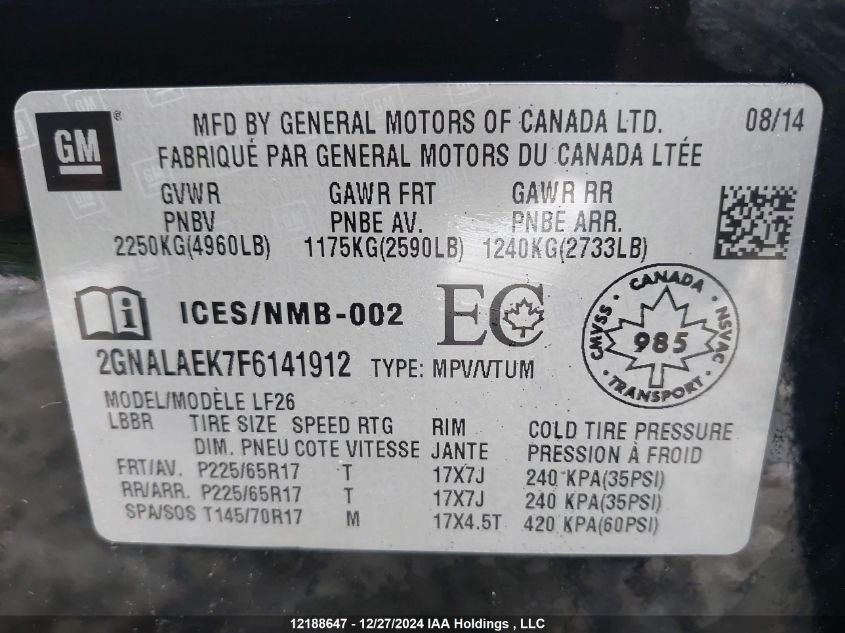 GM ® MFD BY GENERAL MOTORS OF CANADA LTD. 08/14
FABRIQUÉ PAR GENERAL MOTORS DU CANADA LTÉE
GVWR GAWR FRT GAWR RR
PNBV PNBE AV. PNBE ARR.
2250KG(4960LB) 1175KG(2590LB) 1240KG(2733LB)
ICES/NMB-002 EC
CANADA
CMVSS 985 NSVAC
TRANSPORT
2GNALAEK7F6141912 TYPE: MPV/VTUM
MODEL/MODÈLE LF26
LBBR TIRE SIZE SPEED RTG RIM COLD TIRE PRESSURE
DIM. PNEU COTE VITESSE JANTE PRESSION À FROID
FRT/AV. P225/65R17 T 17X7J 240 KPA(35PSI)
RR/ARR. P225/65R17 T 17X7J 240 KPA(35PSI)
SPA/SOS T145/70R17 M 17X4.5T 420 KPA(60PSI)
12188647 - 12/27/2024 IAA Holdings , LLC